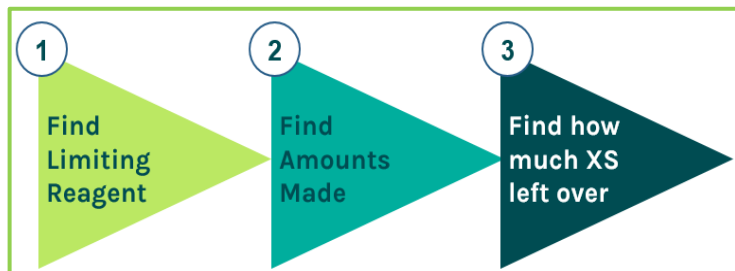 1
Find
Limiting
Reagent
2
Find
Amounts
Made
3
Find how
much XS
left over